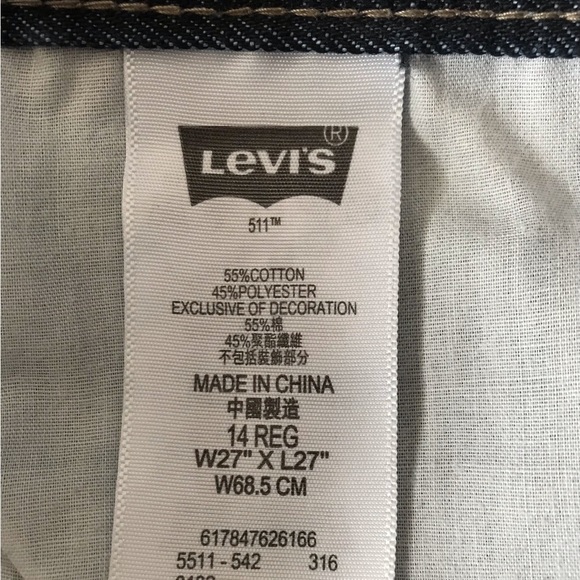 LEVI'S®
511™
55%COTTON
45%POLYESTER
EXCLUSIVE OF DECORATION
55%棉
45%聚酯纖維
不包括裝飾部分
MADE IN CHINA
中國製造
14 REG
W27" X L27"
W68.5 CM
617847626166
5511 - 542 316